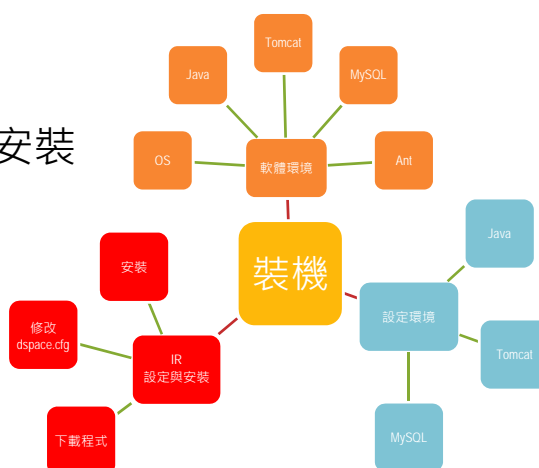 安裝
Tomcat
Java
MySQL
OS
軟體環境
Ant
裝機
Java
設定環境
Tomcat
MySQL
安裝
修改
dspace.cfg
IR
設定與安裝
下載程式